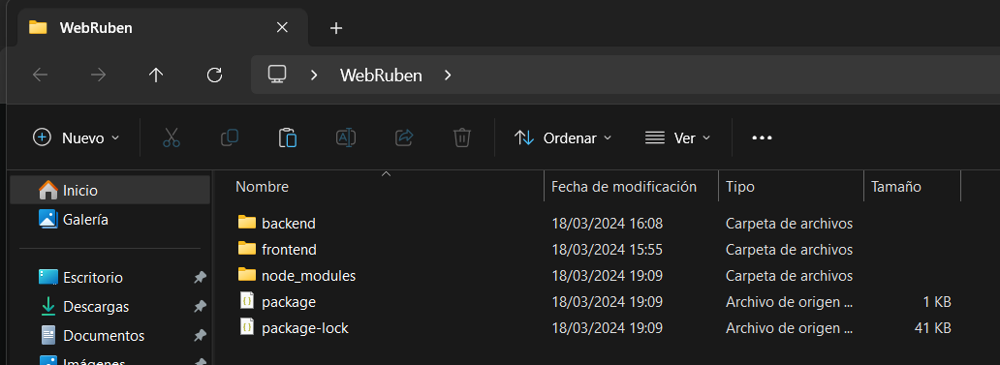 WebRuben
WebRuben
Nuevo
Ordenar
Ver
Inicio
Galería
Escritorio
Descargas
Documentos
Imágenes
Nombre Fecha de modificación Tipo Tamaño
backend 18/03/2024 16:08 Carpeta de archivos
frontend 18/03/2024 15:55 Carpeta de archivos
node_modules 18/03/2024 19:09 Carpeta de archivos
package 18/03/2024 19:09 Archivo de origen ... 1 KB
package-lock 18/03/2024 19:09 Archivo de origen ... 41 KB